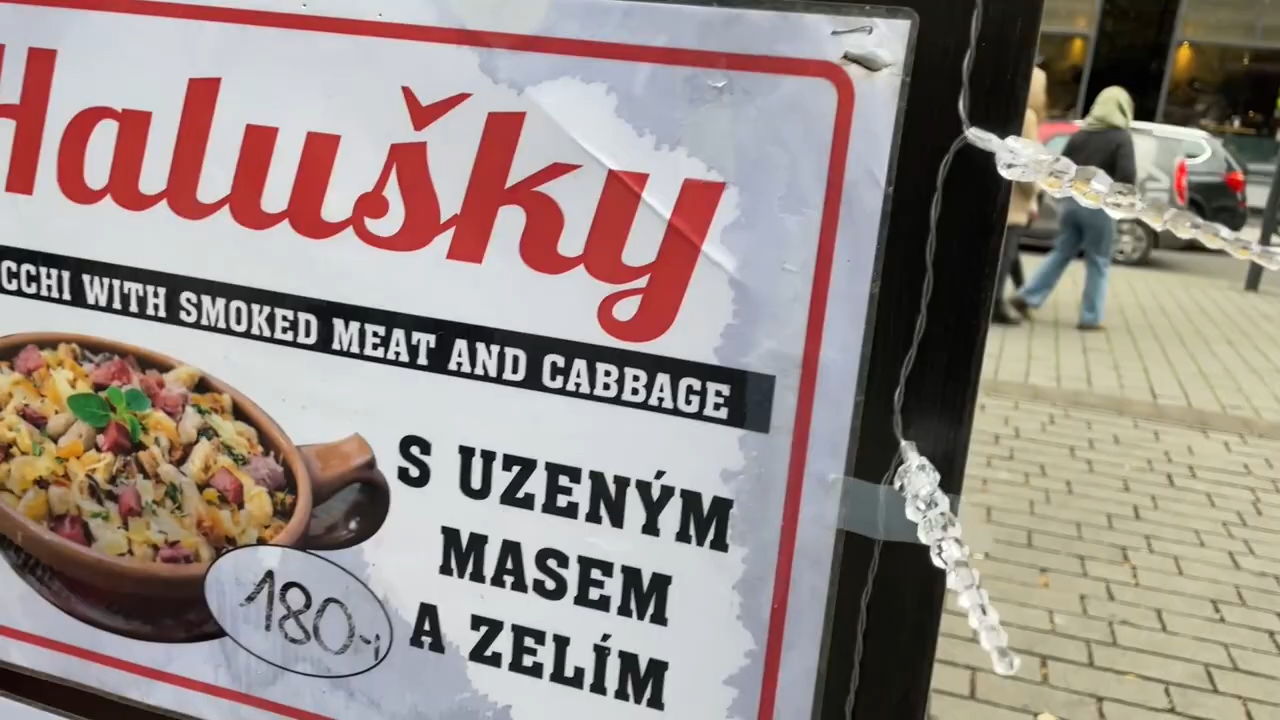 Halušky
CCHI WITH SMOKED MEAT AND CABBAGE
S UZENÝM
MASEM
A ZELÍM
180,-